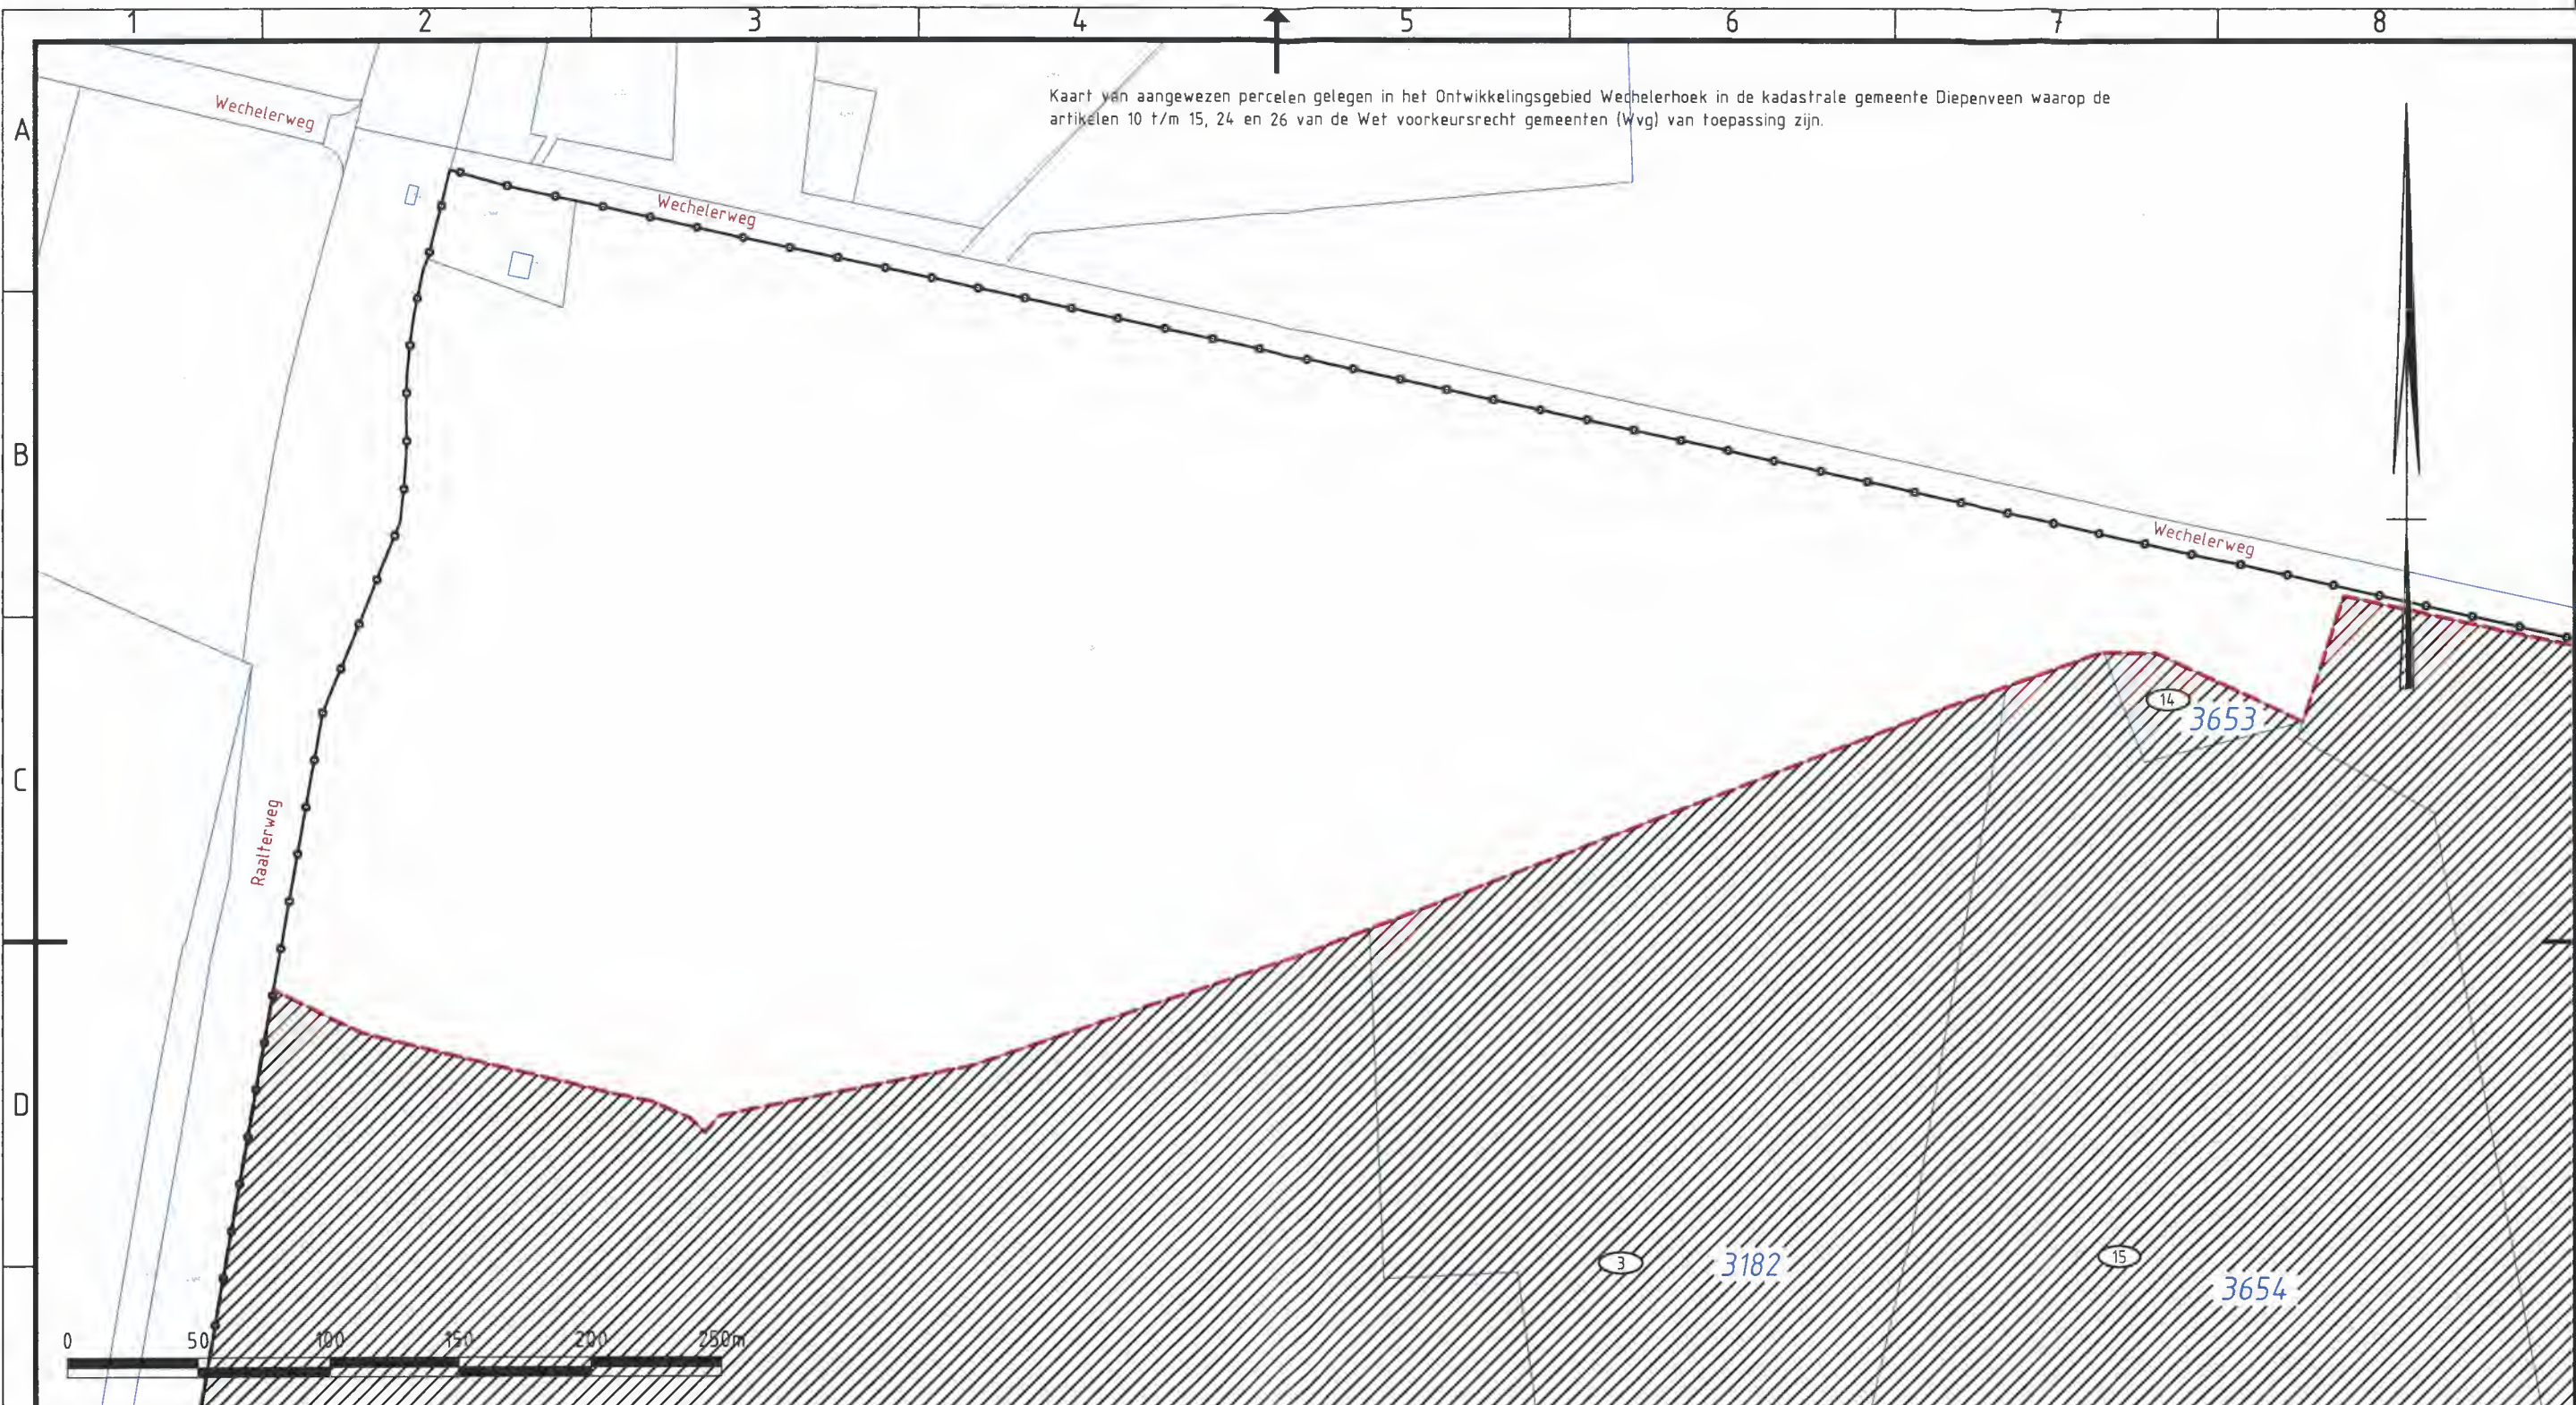 1 2 3 4 5 6 7 8
A
Wechelerweg
Kaart van aangewezen percelen gelegen in het Ontwikkelingsgebied Wechelerhoek in de kadastrale gemeente Diepenveen waarop de
artikelen 10 t/m 15, 24 en 26 van de Wet voorkeursrecht gemeenten (Wvg) van toepassing zijn.
Wechelerweg
B
Wechelerweg
14
3653
C
Raalterweg
D
3
3182
15
3654
0 50 100 150 200 250m